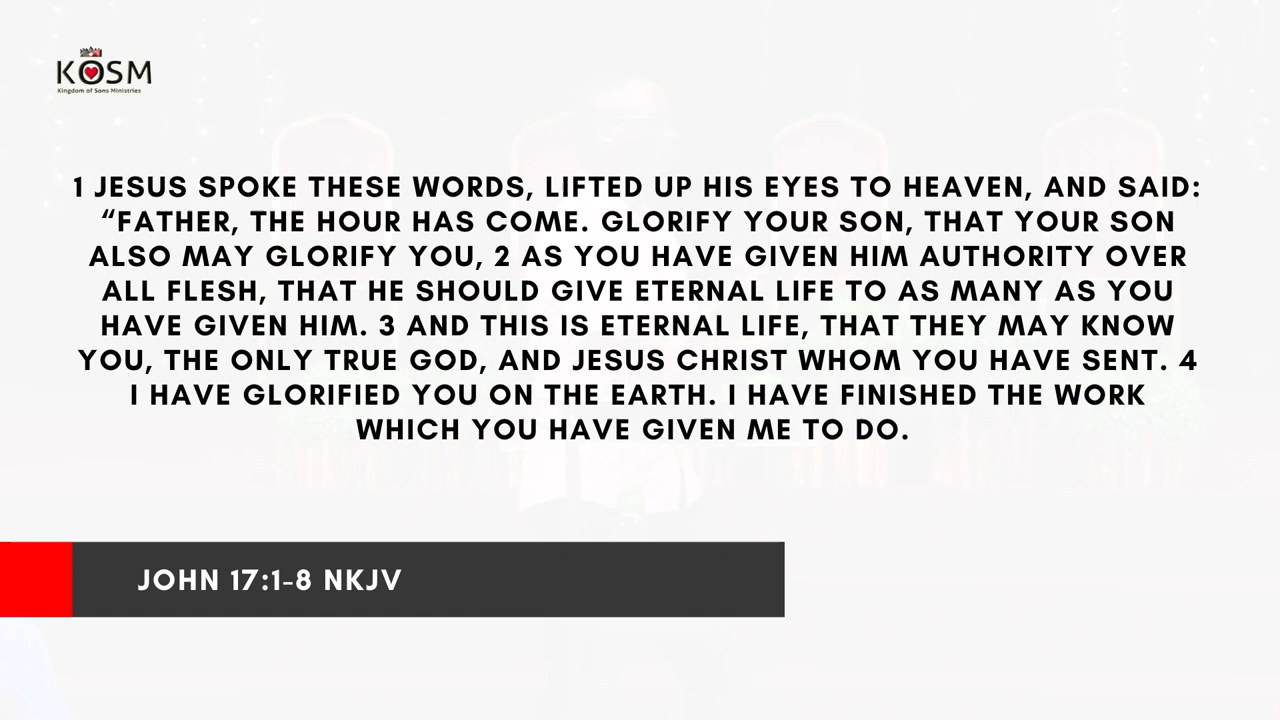 KOSM
Kingdom of Sons Ministries
1 JESUS SPOKE THESE WORDS, LIFTED UP HIS EYES TO HEAVEN, AND SAID:
“FATHER, THE HOUR HAS COME. GLORIFY YOUR SON, THAT YOUR SON
ALSO MAY GLORIFY YOU, 2 AS YOU HAVE GIVEN HIM AUTHORITY OVER
ALL FLESH, THAT HE SHOULD GIVE ETERNAL LIFE TO AS MANY AS YOU
HAVE GIVEN HIM. 3 AND THIS IS ETERNAL LIFE, THAT THEY MAY KNOW
YOU, THE ONLY TRUE GOD, AND JESUS CHRIST WHOM YOU HAVE SENT. 4
I HAVE GLORIFIED YOU ON THE EARTH. I HAVE FINISHED THE WORK
WHICH YOU HAVE GIVEN ME TO DO.
JOHN 17:1-8 NKJV